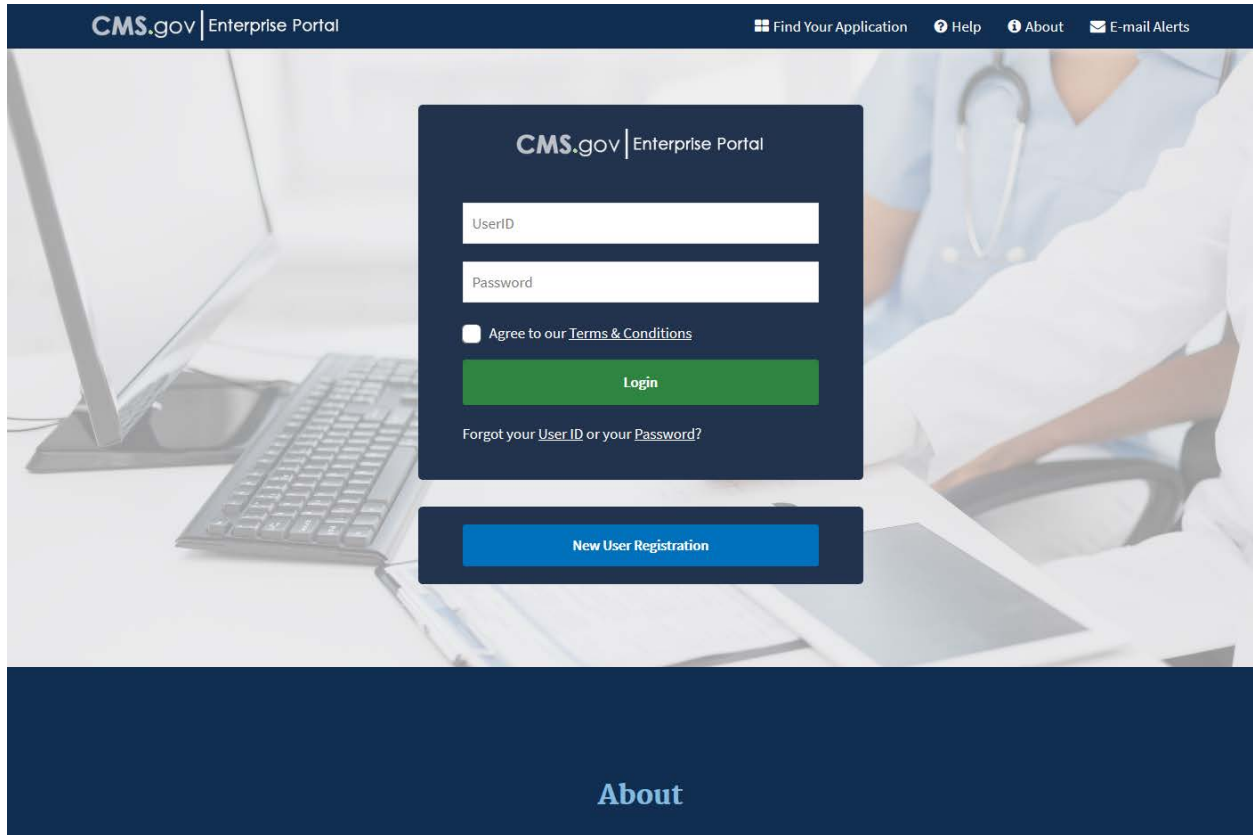 CMS.gov Enterprise Portal
Find Your Application Help About E-mail Alerts
CMS.gov Enterprise Portal
UserID
Password
Agree to our Terms & Conditions
Login
Forgot your User ID or your Password?
New User Registration
About